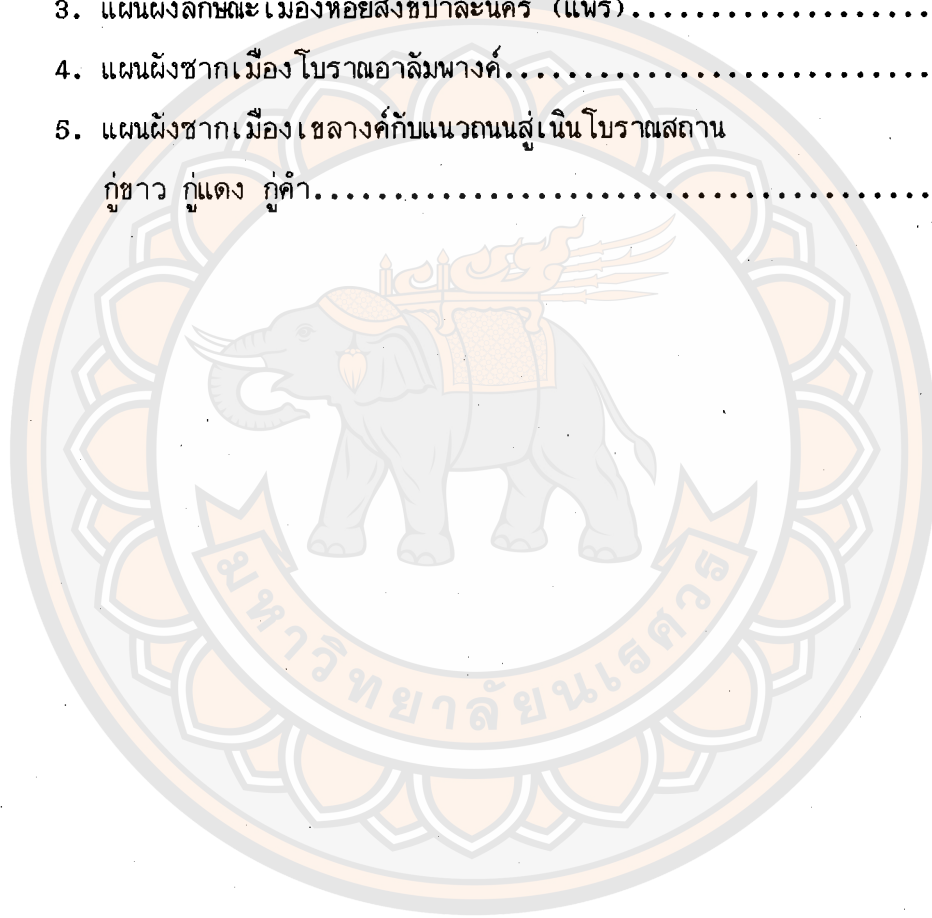 3. แผนผังลักษณะเมืองหอยสังข์ปาละนคร (แพร่)......................
4. แผนผังซากเมืองโบราณอาลัมพางค์...........................
5. แผนผังซากเมืองเขลางค์กับแนวถนนสู่เนินโบราณสถาน
กู่ขาว กู่แดง กู่คำ.......................................
มหาวิทยาลัยนเรศวร